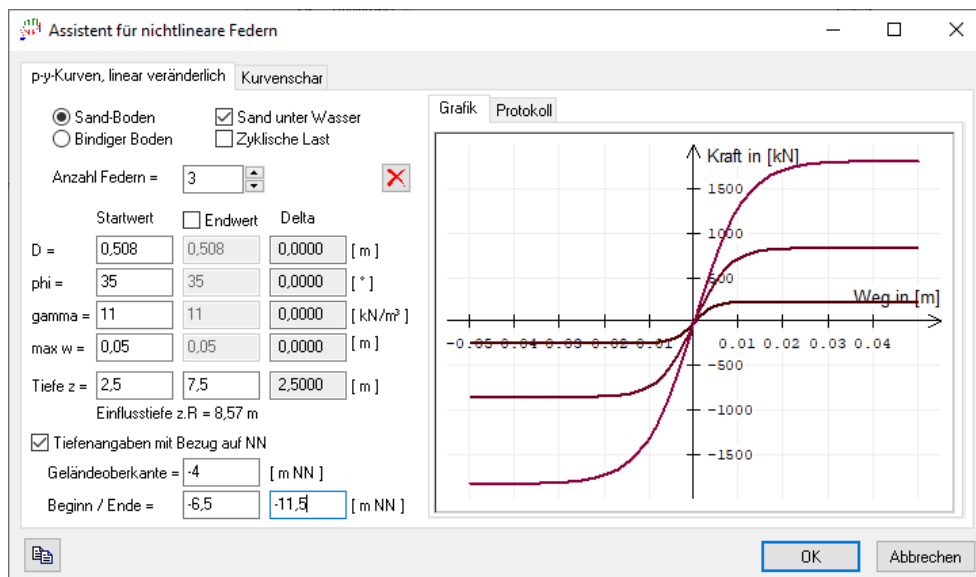 Assistent für nichtlineare Federn
p-y-Kurven, linear veränderlich Kurvenschar
Sand-Boden Sand unter Wasser
Bindiger Boden Zyklische Last
Anzahl Federn = 3
Startwert Endwert Delta
D = 0,508 0,508 0,0000 [ m ]
phi = 35 35 0,0000 [ ° ]
gamma = 11 11 0,0000 [ kN/m³ ]
max w = 0,05 0,05 0,0000 [ m ]
Tiefe z = 2,5 7,5 2,5000 [ m ]
Einflusstiefe z.R = 8,57 m
Tiefenangaben mit Bezug auf NN
Geländeoberkante = -4 [ m NN ]
Beginn / Ende = -6,5 -11,5 [ m NN ]
Grafik Protokoll
Kraft in [kN]
1500
1000
500
Weg in [m]
-0.05 0.04 0.03 0.02 0.01 0.01 0.02 0.03 0.04
-500
-1000
-1500
OK Abbrechen